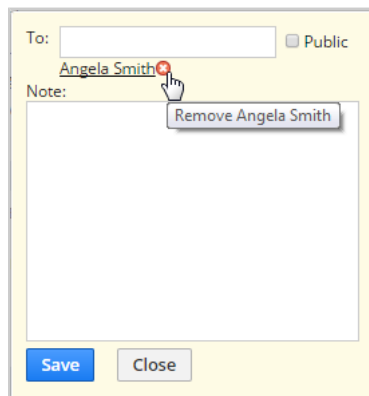 To:
Public
Angela Smith
Note:
Remove Angela Smith
Save
Close